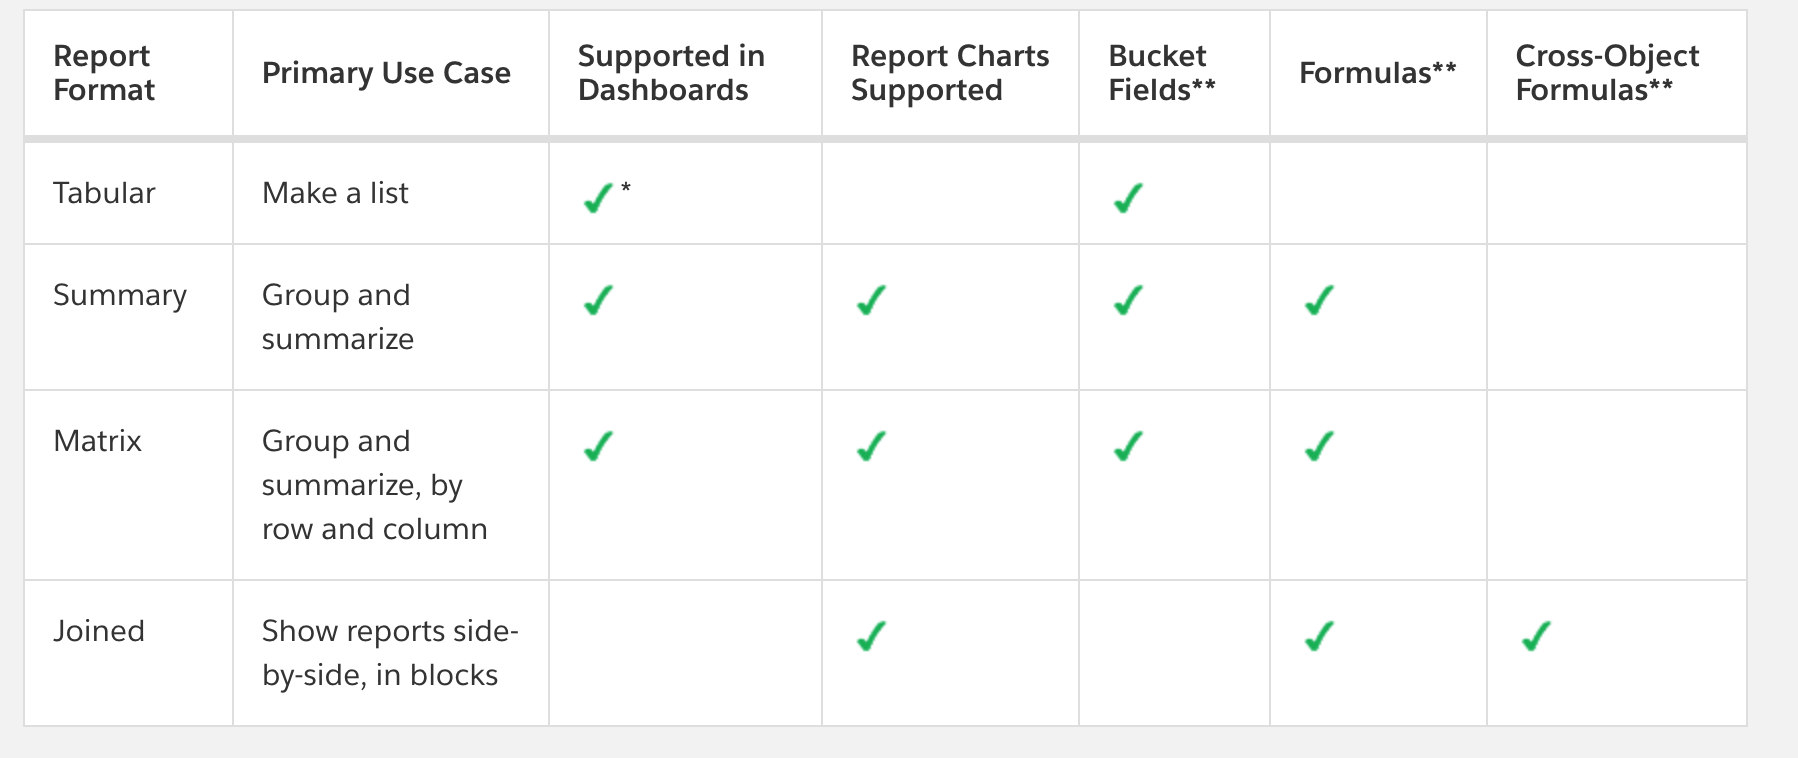 Report Format
Primary Use Case
Supported in Dashboards
Report Charts Supported
Bucket Fields**
Formulas**
Cross-Object Formulas**
Tabular
Make a list
✓*
✓
Summary
Group and
summarize
✓
✓
✓
✓
Matrix
Group and
summarize, by
row and column
✓
✓
✓
✓
Joined
Show reports side-
by-side, in blocks
✓
✓
✓